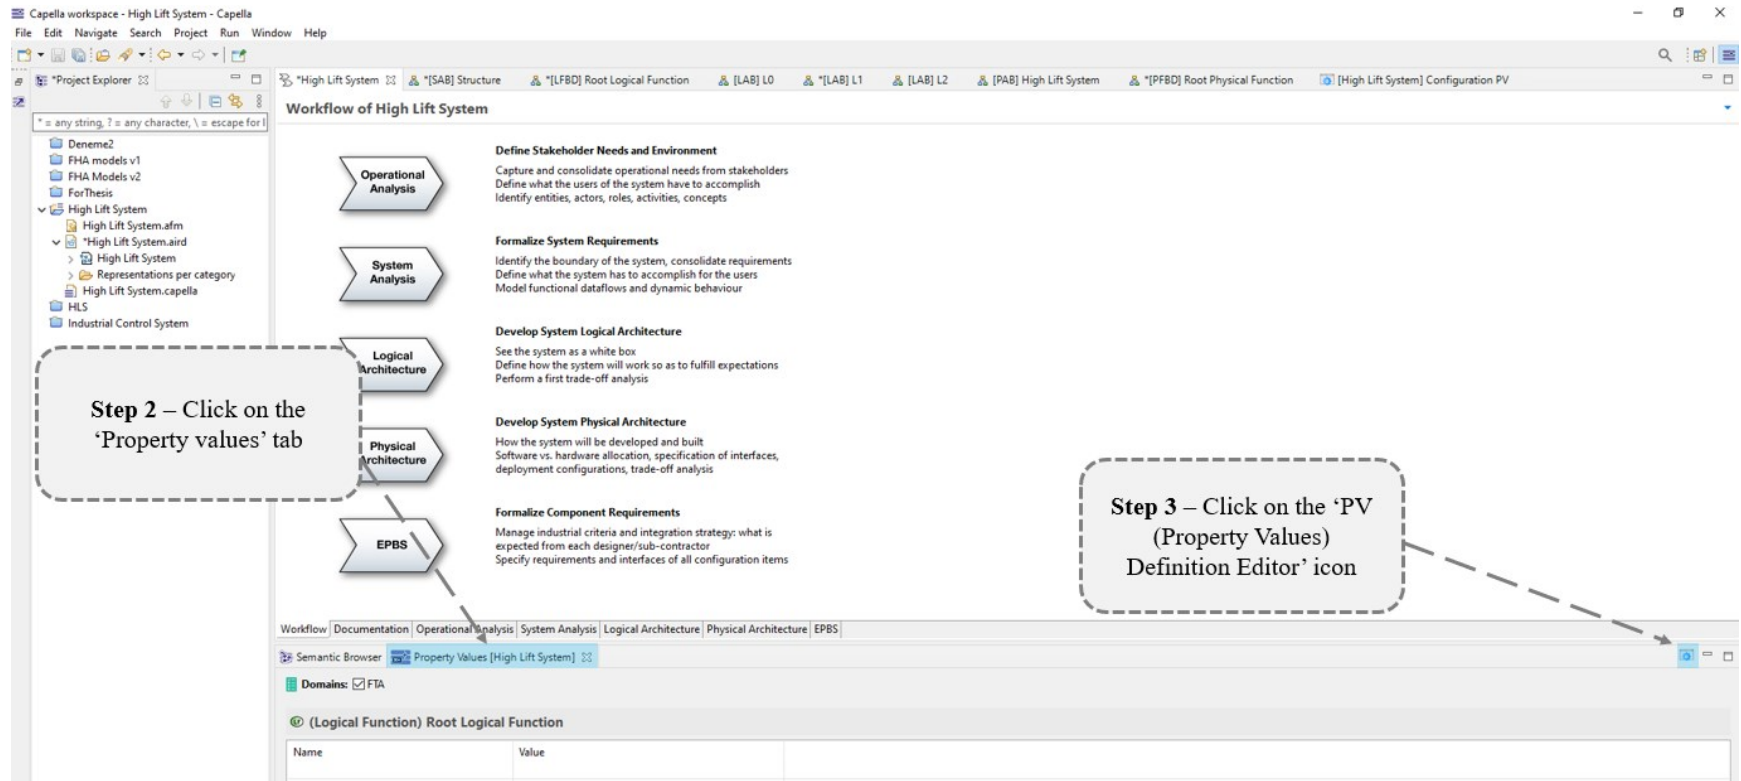 Capella workspace - High Lift System - Capella
File Edit Navigate Search Project Run Window Help
*Project Explorer
*High Lift System
*[SAB] Structure
*[LFBD] Root Logical Function
[LAB] L0
*[LAB] L1
[LAB] L2
[PAB] High Lift System
*[PFBD] Root Physical Function
[High Lift System] Configuration PV
* = any string, ? = any character, \ = escape for l
Deneme2
FHA models v1
FHA Models v2
ForThesis
High Lift System
High Lift System.afm
*High Lift System.aird
High Lift System
Representations per category
High Lift System.capella
HLS
Industrial Control System
Workflow of High Lift System
Operational
Analysis
Define Stakeholder Needs and Environment
Capture and consolidate operational needs from stakeholders
Define what the users of the system have to accomplish
Identify entities, actors, roles, activities, concepts
System
Analysis
Formalize System Requirements
Identify the boundary of the system, consolidate requirements
Define what the system has to accomplish for the users
Model functional dataflows and dynamic behaviour
Logical
Architecture
Develop System Logical Architecture
See the system as a white box
Define how the system will work so as to fulfill expectations
Perform a first trade-off analysis
Physical
Architecture
Develop System Physical Architecture
How the system will be developed and built
Software vs. hardware allocation, specification of interfaces,
deployment configurations, trade-off analysis
EPBS
Formalize Component Requirements
Manage industrial criteria and integration strategy: what is
expected from each designer/sub-contractor
Specify requirements and interfaces of all configuration items
Step 2 – Click on the
‘Property values’ tab
Step 3 – Click on the ‘PV
(Property Values)
Definition Editor’ icon
Workflow Documentation Operational Analysis System Analysis Logical Architecture Physical Architecture EPBS
Semantic Browser
Property Values [High Lift System]
Domains: FTA
(Logical Function) Root Logical Function
Name Value